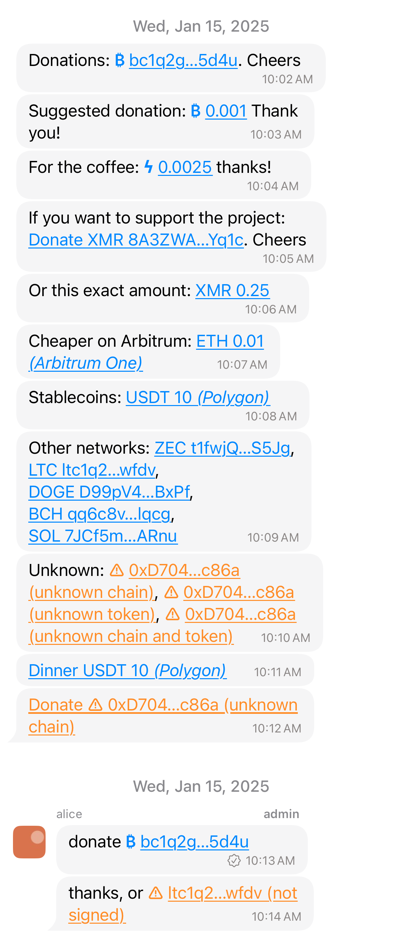 Wed, Jan 15, 2025
Donations: ₿ bc1q2g...5d4u. Cheers
10:02 AM
Suggested donation: ₿ 0.001 Thank
you!
10:03 AM
For the coffee: ϟ 0.0025 thanks!
10:04 AM
If you want to support the project:
Donate XMR 8A3ZWA...Yq1c. Cheers
10:05 AM
Or this exact amount: XMR 0.25
10:06 AM
Cheaper on Arbitrum: ETH 0.01
(Arbitrum One)
10:07 AM
Stablecoins: USDT 10 (Polygon)
10:08 AM
Other networks: ZEC t1fwjQ...S5Jg,
LTC ltc1q2...wfdv,
DOGE D99pV4...BxPf,
BCH qq6c8v...lqcg,
SOL 7JCf5m...ARnu
10:09 AM
Unknown: ⚠ 0xD704...c86a
(unknown chain), ⚠ 0xD704...c86a
(unknown token), ⚠ 0xD704...c86a
(unknown chain and token)
10:10 AM
Dinner USDT 10 (Polygon)
10:11 AM
Donate ⚠ 0xD704...c86a (unknown
chain)
10:12 AM
Wed, Jan 15, 2025
alice
admin
donate ₿ bc1q2g...5d4u
10:13 AM
thanks, or ⚠ ltc1q2...wfdv (not
signed)
10:14 AM